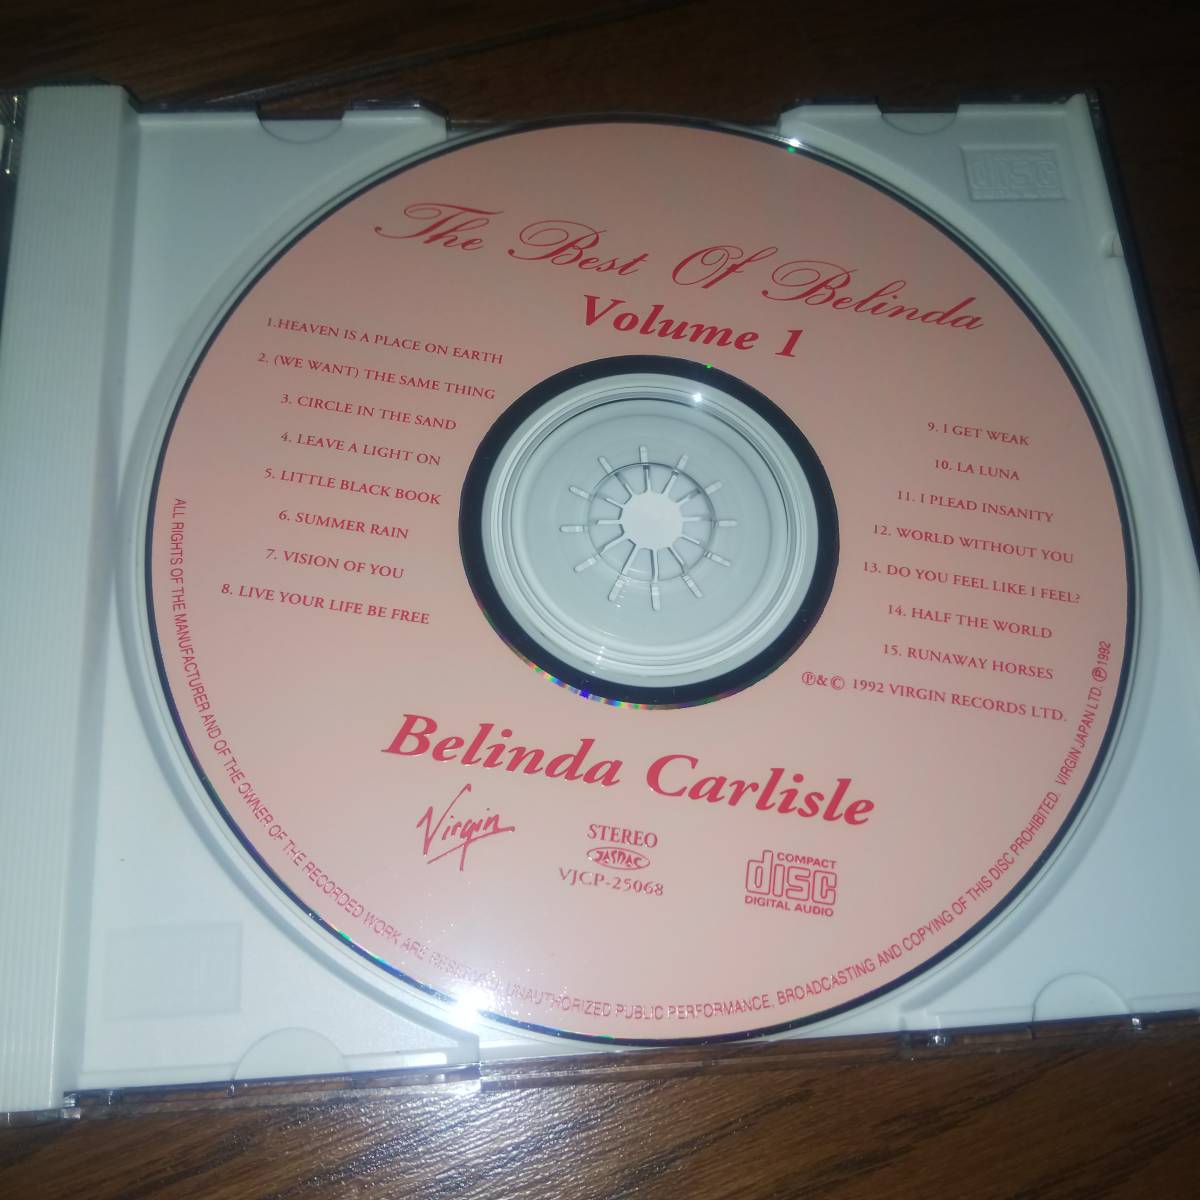 The Best Of Belinda
Volume 1
1.HEAVEN IS A PLACE ON EARTH
2. (WE WANT) THE SAME THING
3. CIRCLE IN THE SAND
4. LEAVE A LIGHT ON
5. LITTLE BLACK BOOK
6. SUMMER RAIN
7. VISION OF YOU
8. LIVE YOUR LIFE BE FREE
9. I GET WEAK
10. LA LUNA
11. I PLEAD INSANITY
12. WORLD WITHOUT YOU
13. DO YOU FEEL LIKE I FEEL?
14. HALF THE WORLD
15. RUNAWAY HORSES
℗&© 1992 VIRGIN RECORDS LTD.
Belinda Carlisle
Virgin
STEREO
JASRAC
VJCP-25068
COMPACT
disc
DIGITAL AUDIO
ALL RIGHTS OF THE MANUFACTURER AND OF THE OWNER OF THE RECORDED WORK ARE RESERVED. UNAUTHORIZED PUBLIC PERFORMANCE, BROADCASTING AND COPYING OF THIS DISC PROHIBITED. VIRGIN JAPAN LTD. ℗ 1992
disc